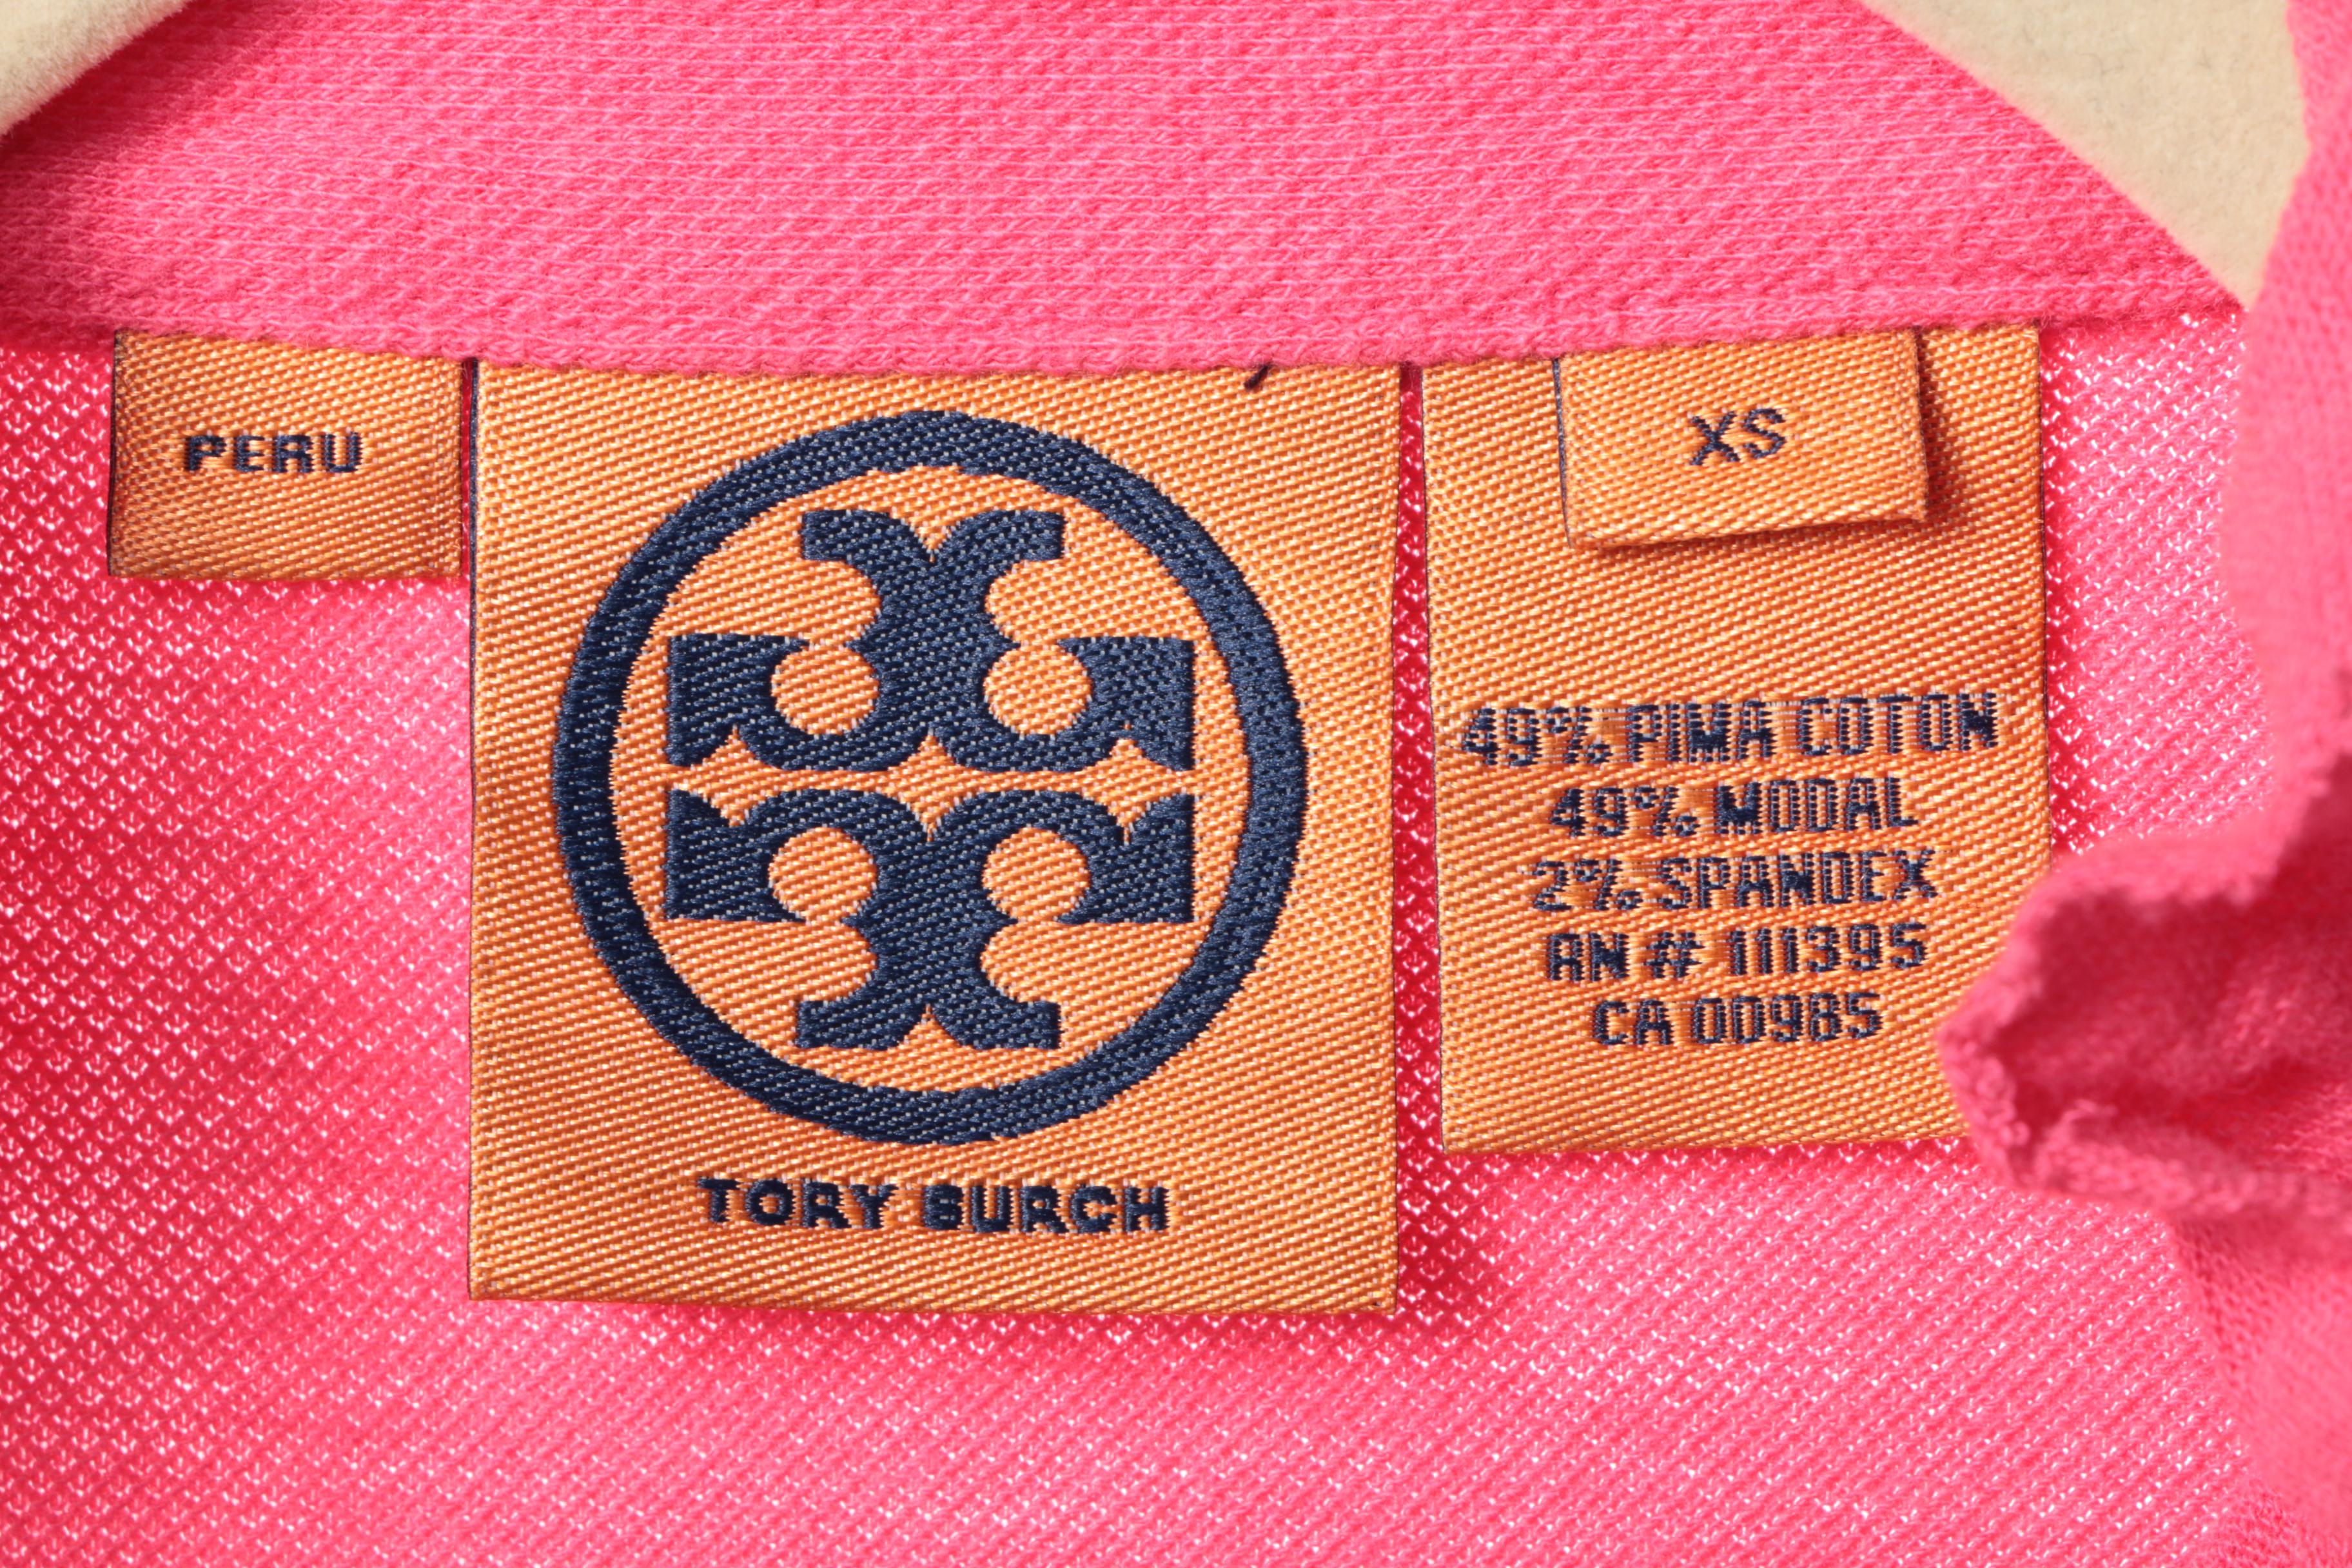 PERU
TORY BURCH
XS
49% PIMA COTON
49% MODAL
2% SPANDEX
RN # 111395
CA 00985